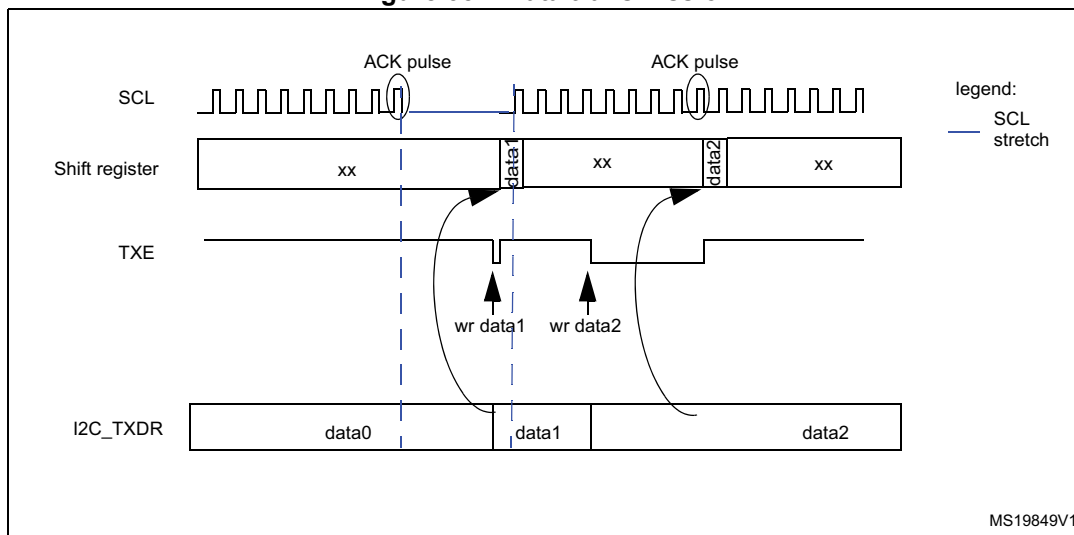 ACK pulse ACK pulse
SCL
legend:
SCL
stretch
Shift register
xx
data1
xx
data2
xx
TXE
wr data1 wr data2
I2C_TXDR
data0 data1 data2
MS19849V1